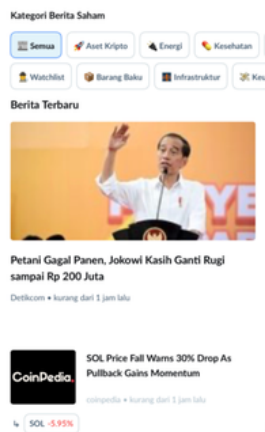 Kategori Berita Saham
Semua
Aset Kripto
Energi
Kesehatan
Watchlist
Barang Baku
Infrastruktur
Berita Terbaru
Petani Gagal Panen, Jokowi Kasih Ganti Rugi
sampai Rp 200 Juta
Detikcom • kurang dari 1 jam lalu
CoinPedia.
SOL Price Fall Warns 30% Drop As
Pullback Gains Momentum
coinpedia • kurang dari 1 jam lalu
SOL -5.95%